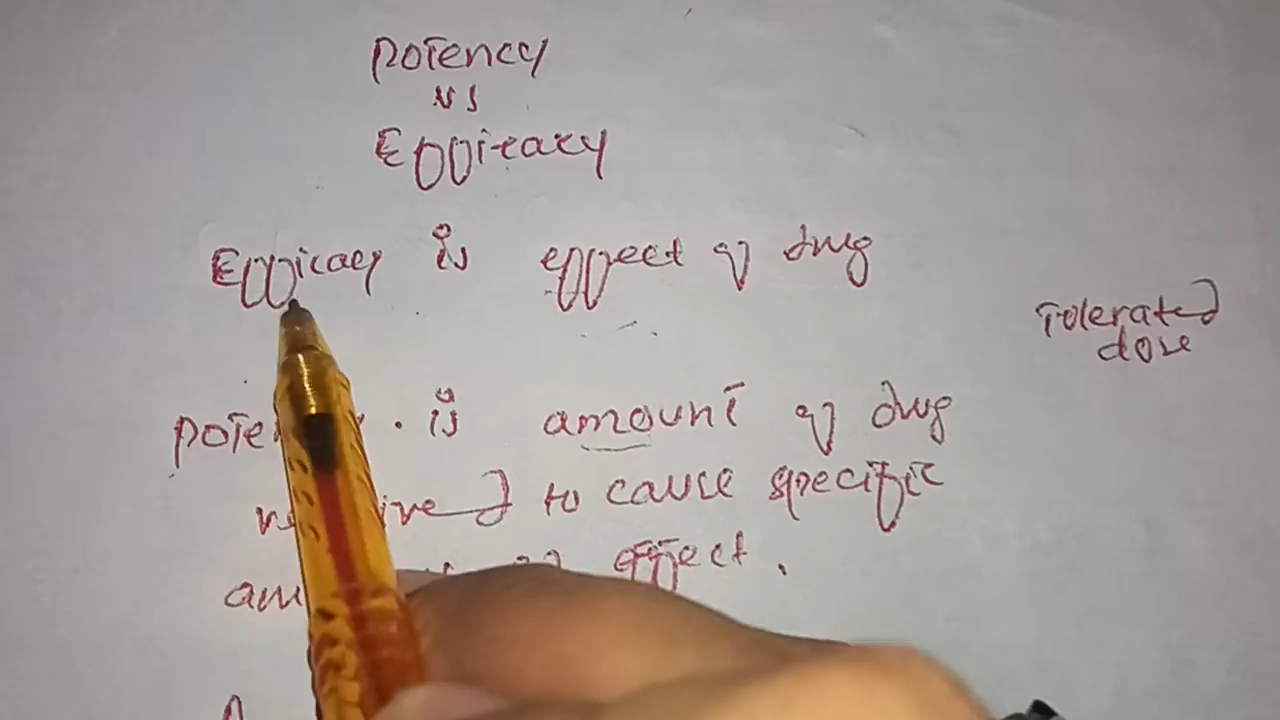 Potency
vs
Efficacy
Efficacy is effect of drug
Tolerated
dose
is amount of drug
to cause specific
effect.